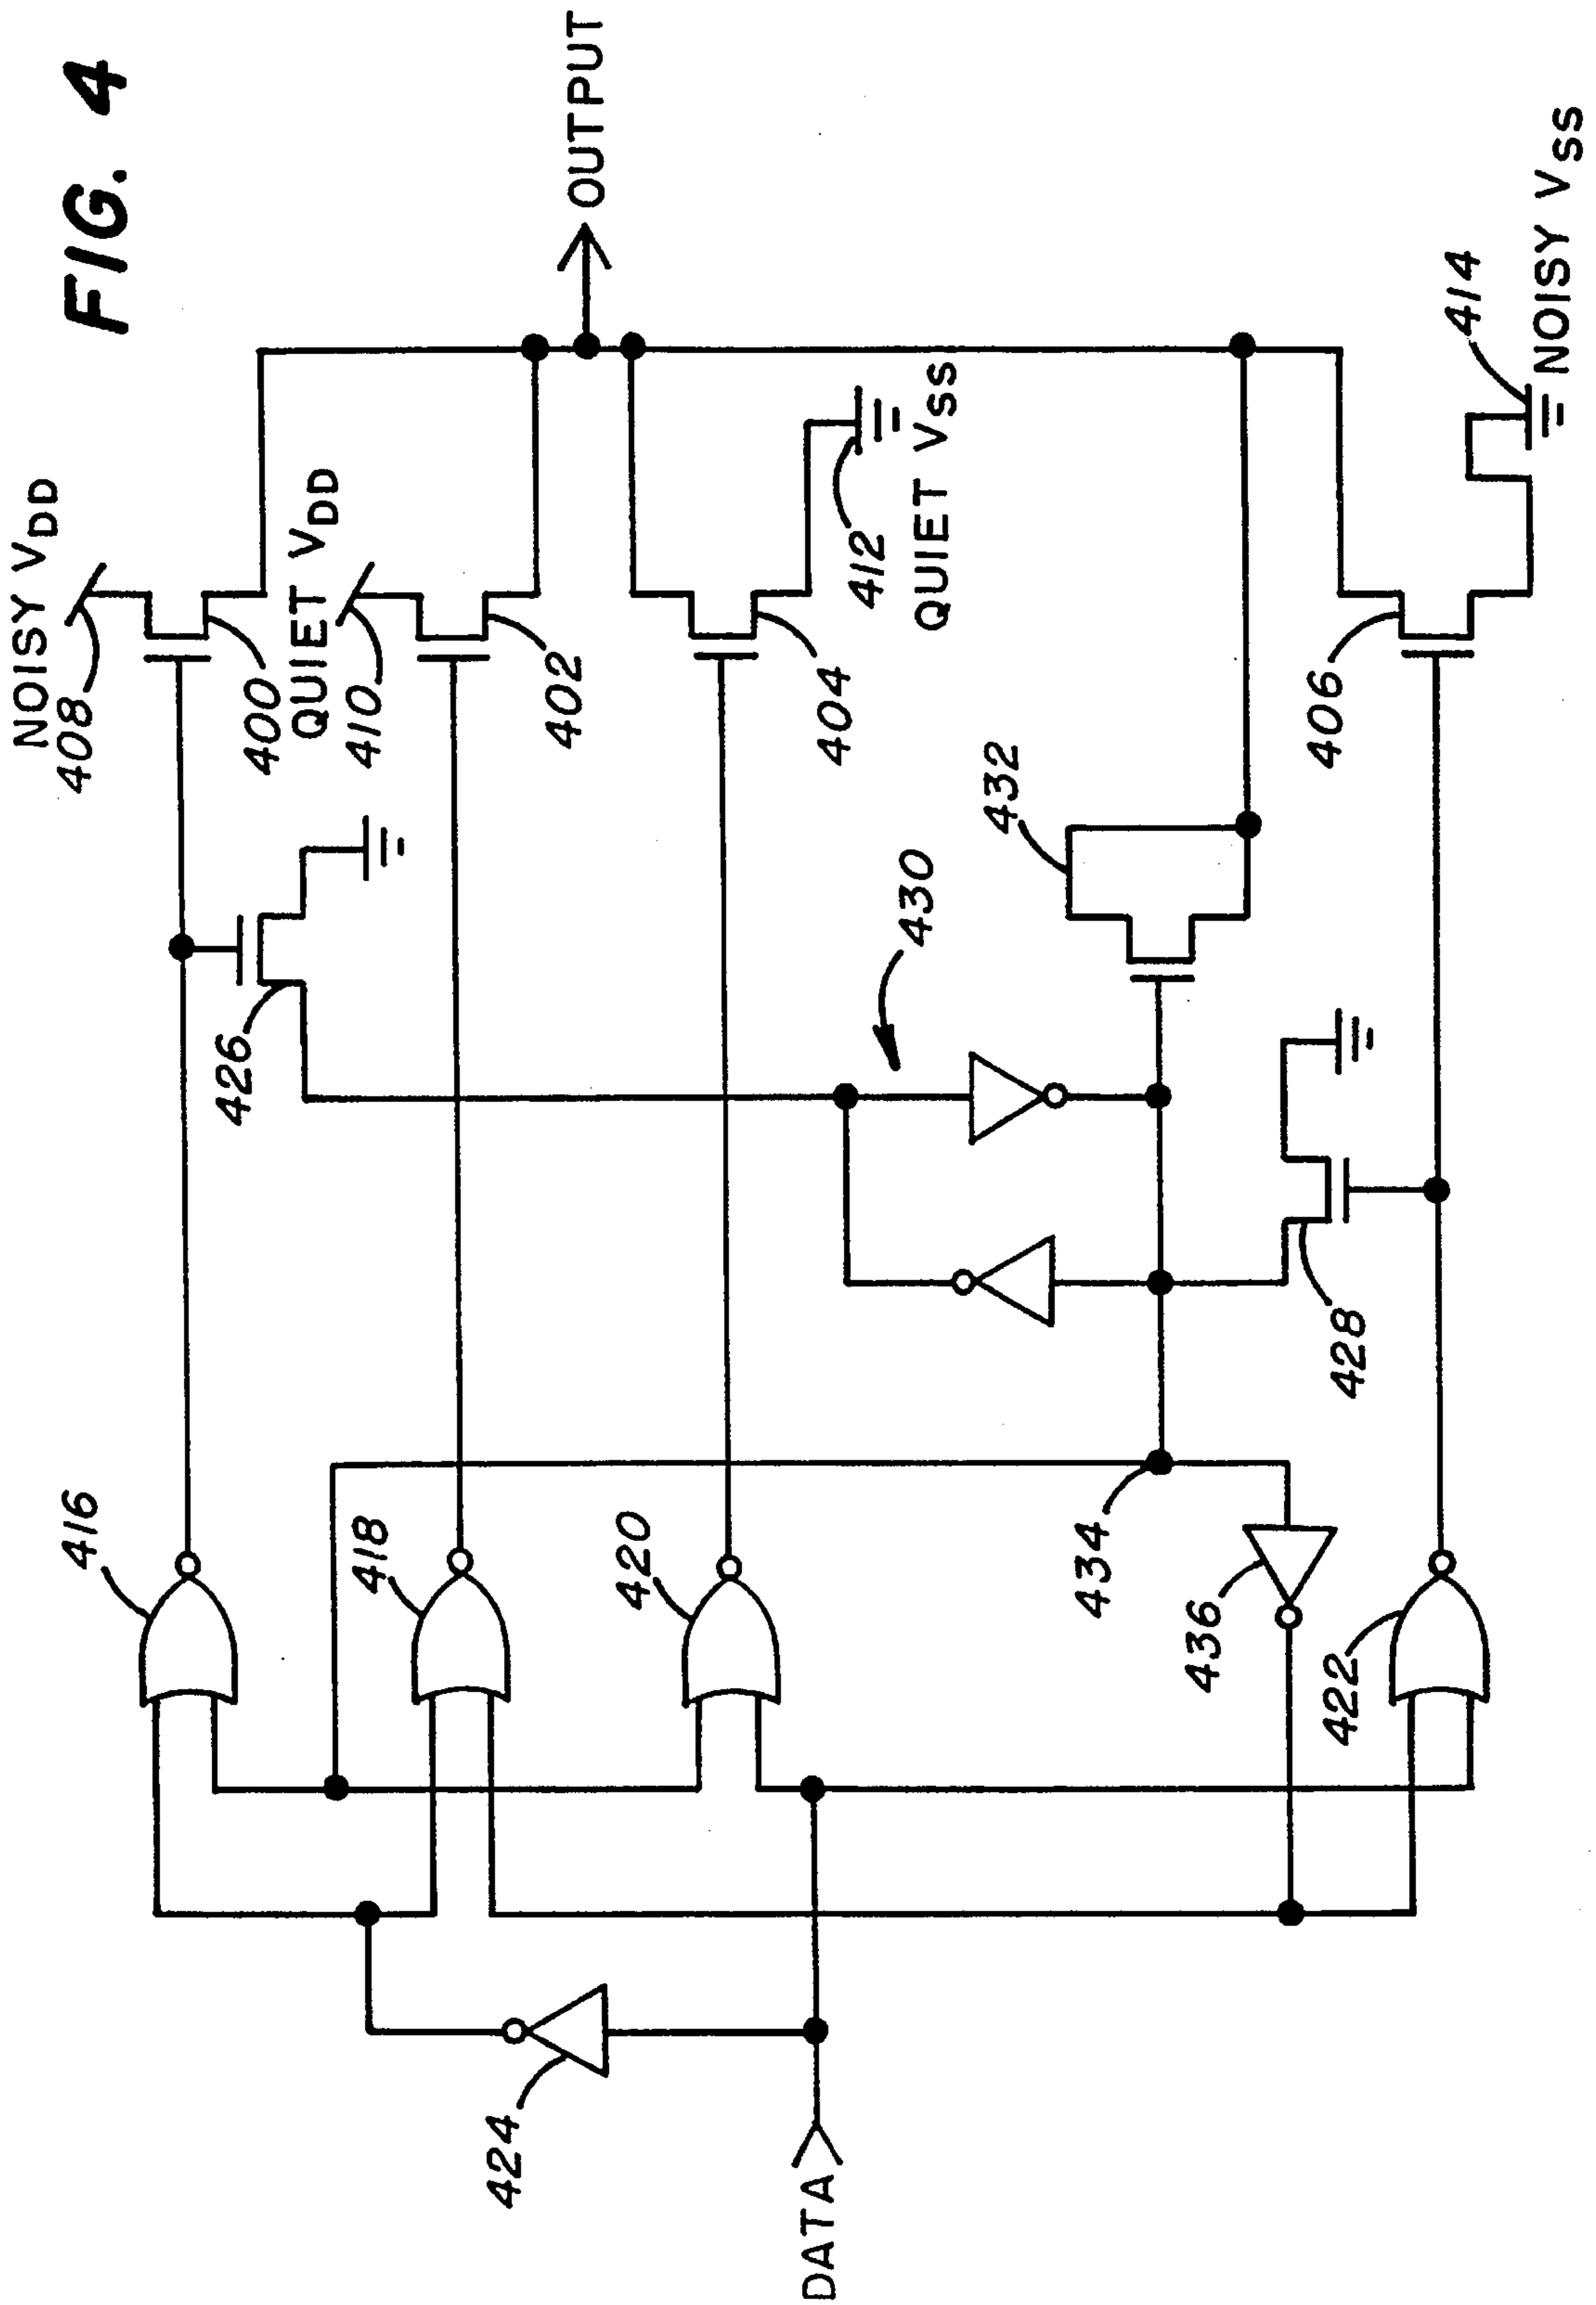 FIG. 4
NOISY VDD
408
400
QUIET VDD
410
402
OUTPUT
404
412
QUIET VSS
426
430
432
406
414
NOISY VSS
416
418
420
434
436
428
422
424
DATA